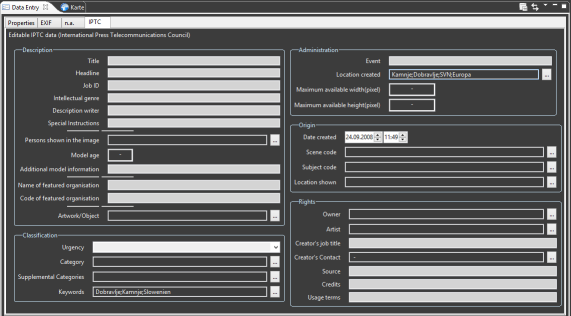 Data Entry
Karte
Properties EXIF n.a. IPTC
Editable IPTC data (International Press Telecommunications Council)
Description
Title
Headline
Job ID
Intellectual genre
Description writer
Special Instructions
Persons shown in the image ...
Model age -
Additional model information
Name of featured organisation
Code of featured organisation
Artwork/Object ...
Classification
Urgency
Category ...
Supplemental Categories ...
Keywords Dobravlje;Kamnje;Slowenien ...
Administration
Event
Location created Kamnje;Dobravlje;SVN;Europa ...
Maximum available width(pixel) -
Maximum available height(pixel) -
Origin
Date created 24.09.2008 11:49
Scene code ...
Subject code ...
Location shown ...
Rights
Owner ...
Artist ...
Creator's job title
Creator's Contact - ...
Source
Credits
Usage terms